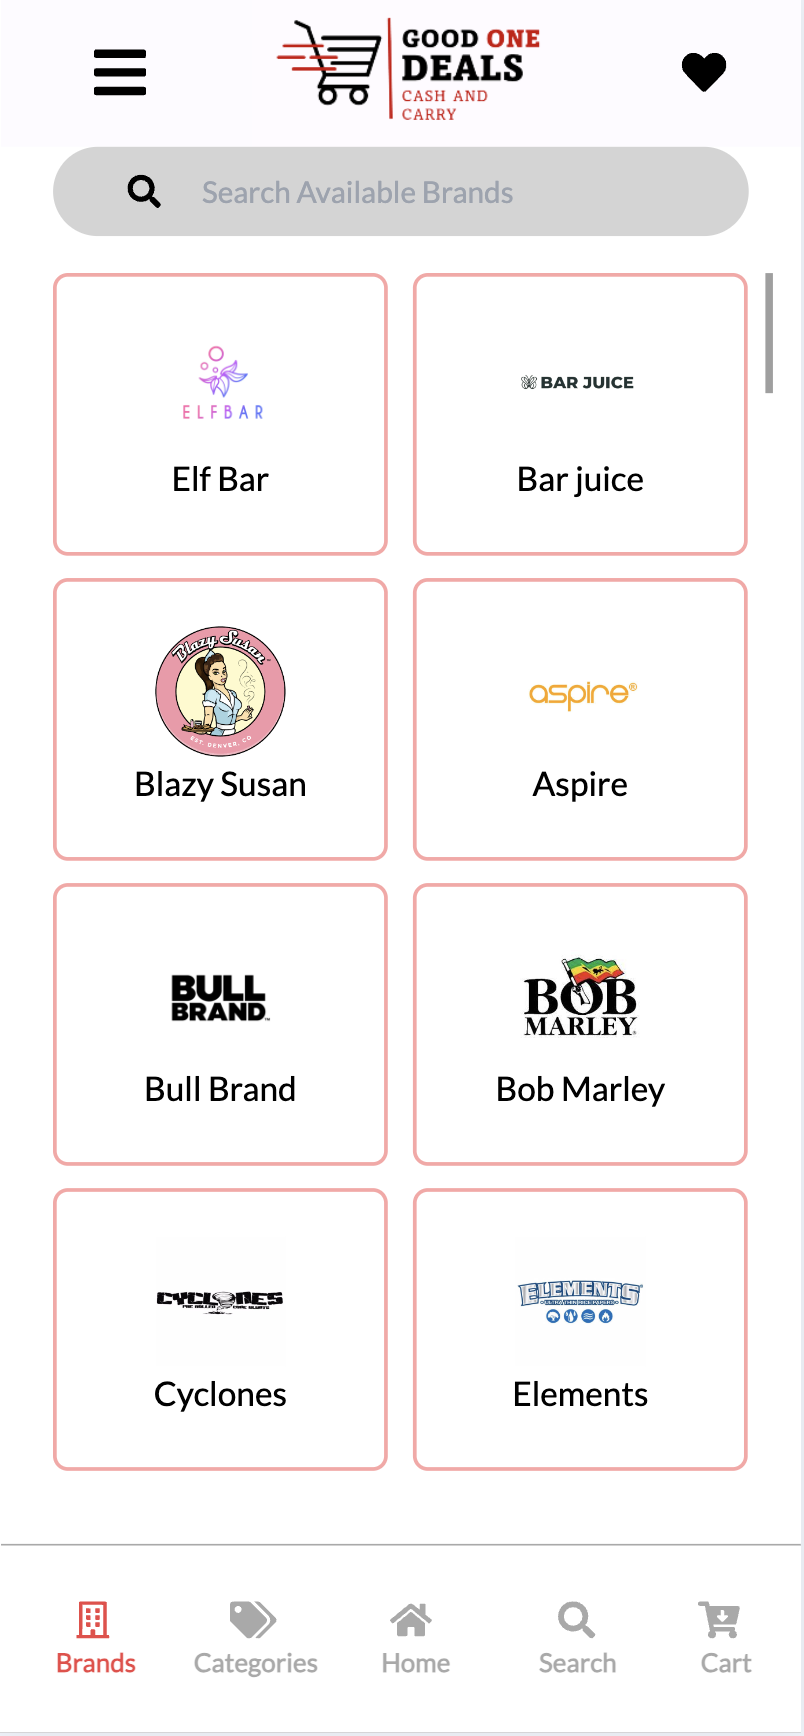 GOOD ONE
DEALS
CASH AND
CARRY
Search Available Brands
ELFBAR
Elf Bar
BAR JUICE
Bar juice
Blazy Susan
EST. DENVER, CO
Blazy Susan
aspire®
Aspire
BULL
BRAND™
Bull Brand
BOB
MARLEY
Bob Marley
CYCLONES
Cyclones
ELEMENTS
Elements
Brands
Categories
Home
Search
Cart